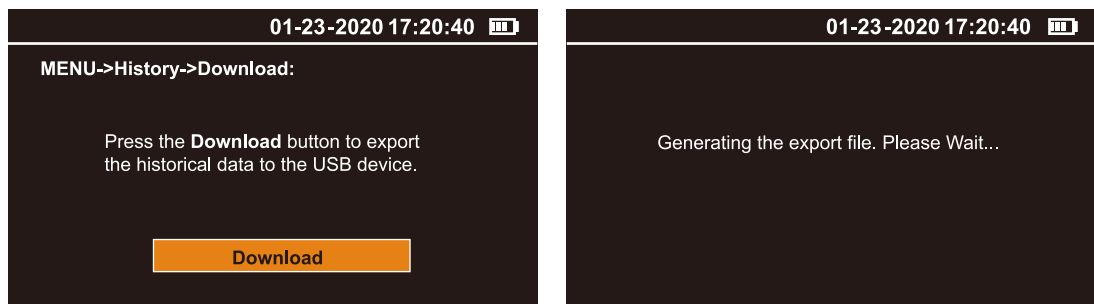 01-23-2020 17:20:40
MENU->History->Download:
Press the Download button to export
the historical data to the USB device.
Download
01-23-2020 17:20:40
Generating the export file. Please Wait...